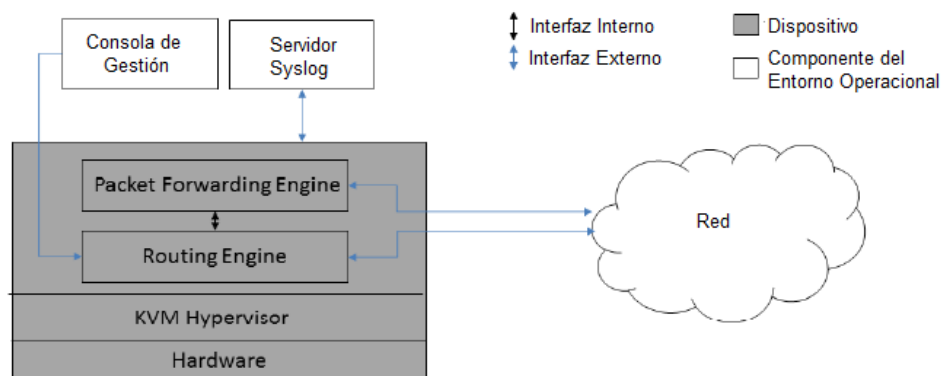 Consola de
Gestión
Servidor
Syslog
Interfaz Interno
Interfaz Externo
Dispositivo
Componente del
Entorno Operacional
Packet Forwarding Engine
Routing Engine
KVM Hypervisor
Hardware
Red